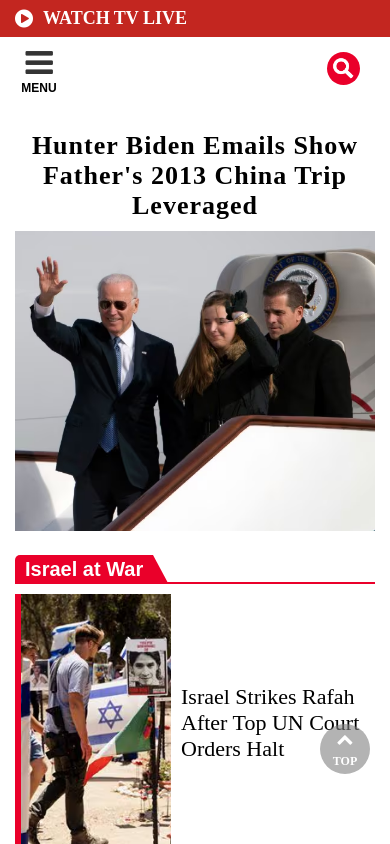 WATCH TV LIVE
MENU
Hunter Biden Emails Show
Father's 2013 China Trip
Leveraged
Israel at War
Israel Strikes Rafah
After Top UN Court
Orders Halt
TOP